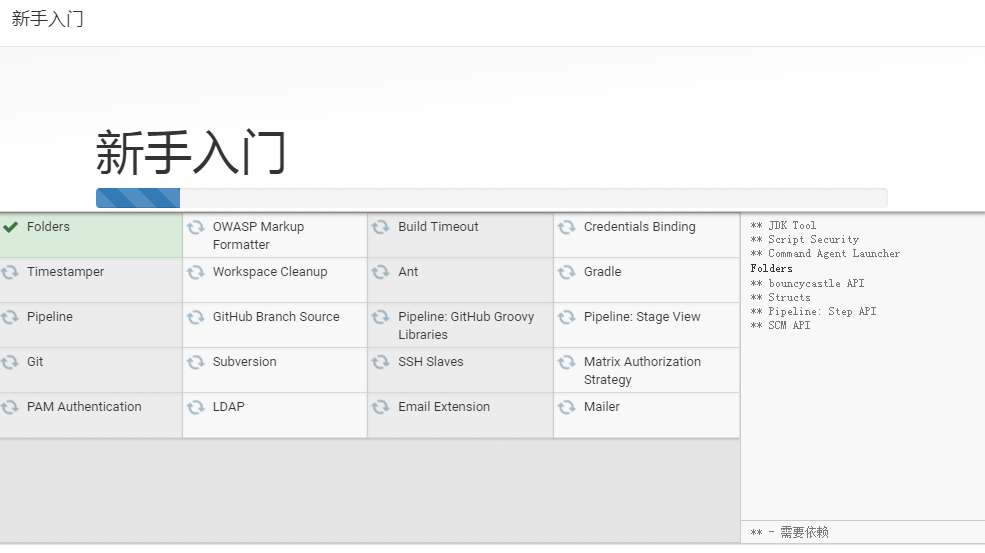 新手入门
新手入门
Folders
OWASP Markup
Formatter
Build Timeout
Credentials Binding
Timestamper
Workspace Cleanup
Ant
Gradle
Pipeline
GitHub Branch Source
Pipeline: GitHub Groovy
Libraries
Pipeline: Stage View
Git
Subversion
SSH Slaves
Matrix Authorization
Strategy
PAM Authentication
LDAP
Email Extension
Mailer
** JDK Tool
** Script Security
** Command Agent Launcher
Folders
** bouncycastle API
** Structs
** Pipeline: Step API
** SCM API
** - 需要依赖